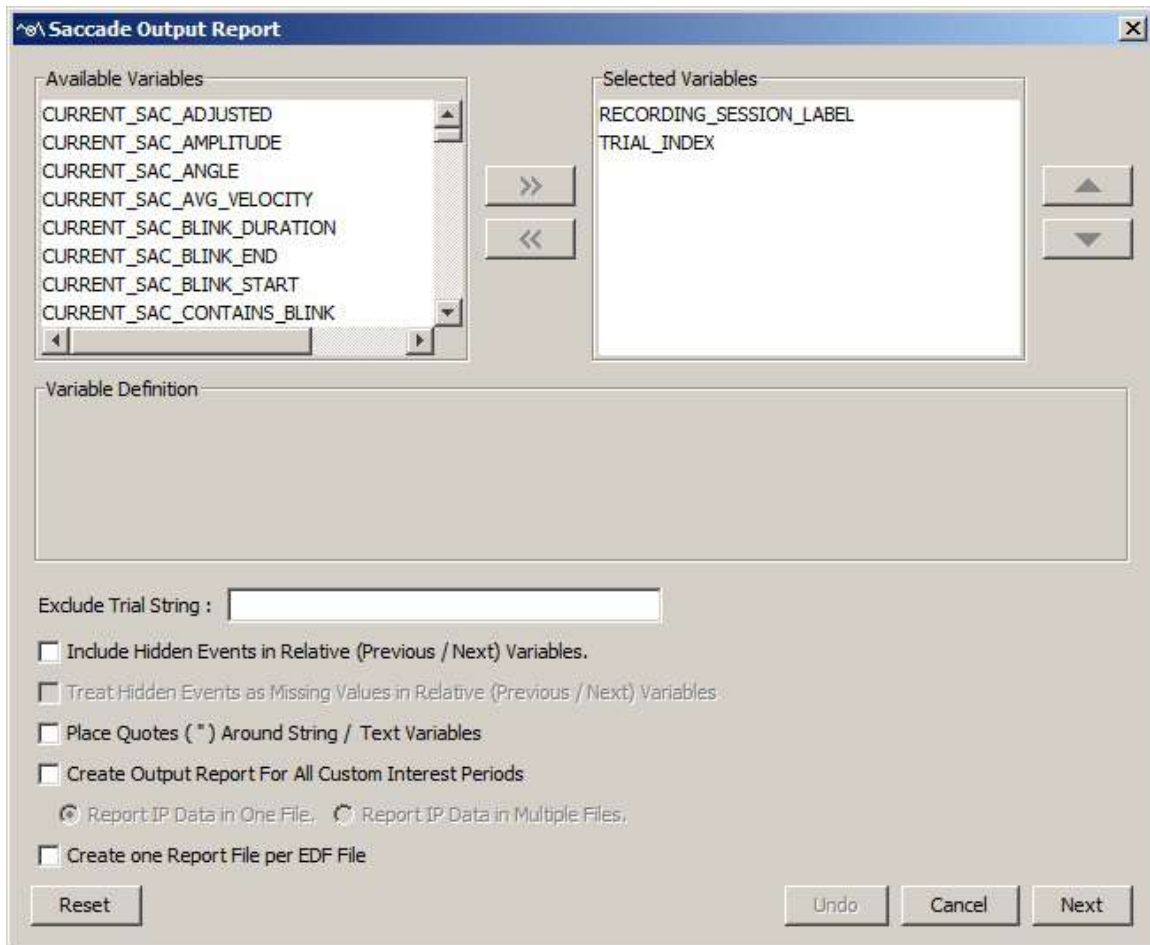 Saccade Output Report
Available Variables
CURRENT_SAC_ADJUSTED
CURRENT_SAC_AMPLITUDE
CURRENT_SAC_ANGLE
CURRENT_SAC_AVG_VELOCITY
CURRENT_SAC_BLINK_DURATION
CURRENT_SAC_BLINK_END
CURRENT_SAC_BLINK_START
CURRENT_SAC_CONTAINS_BLINK
>>
<<
Selected Variables
RECORDING_SESSION_LABEL
TRIAL_INDEX
Variable Definition
Exclude Trial String :
Include Hidden Events in Relative (Previous / Next) Variables.
Treat Hidden Events as Missing Values in Relative (Previous / Next) Variables
Place Quotes ( " ) Around String / Text Variables
Create Output Report For All Custom Interest Periods
Report IP Data in One File. Report IP Data in Multiple Files.
Create one Report File per EDF File
Reset Undo Cancel Next